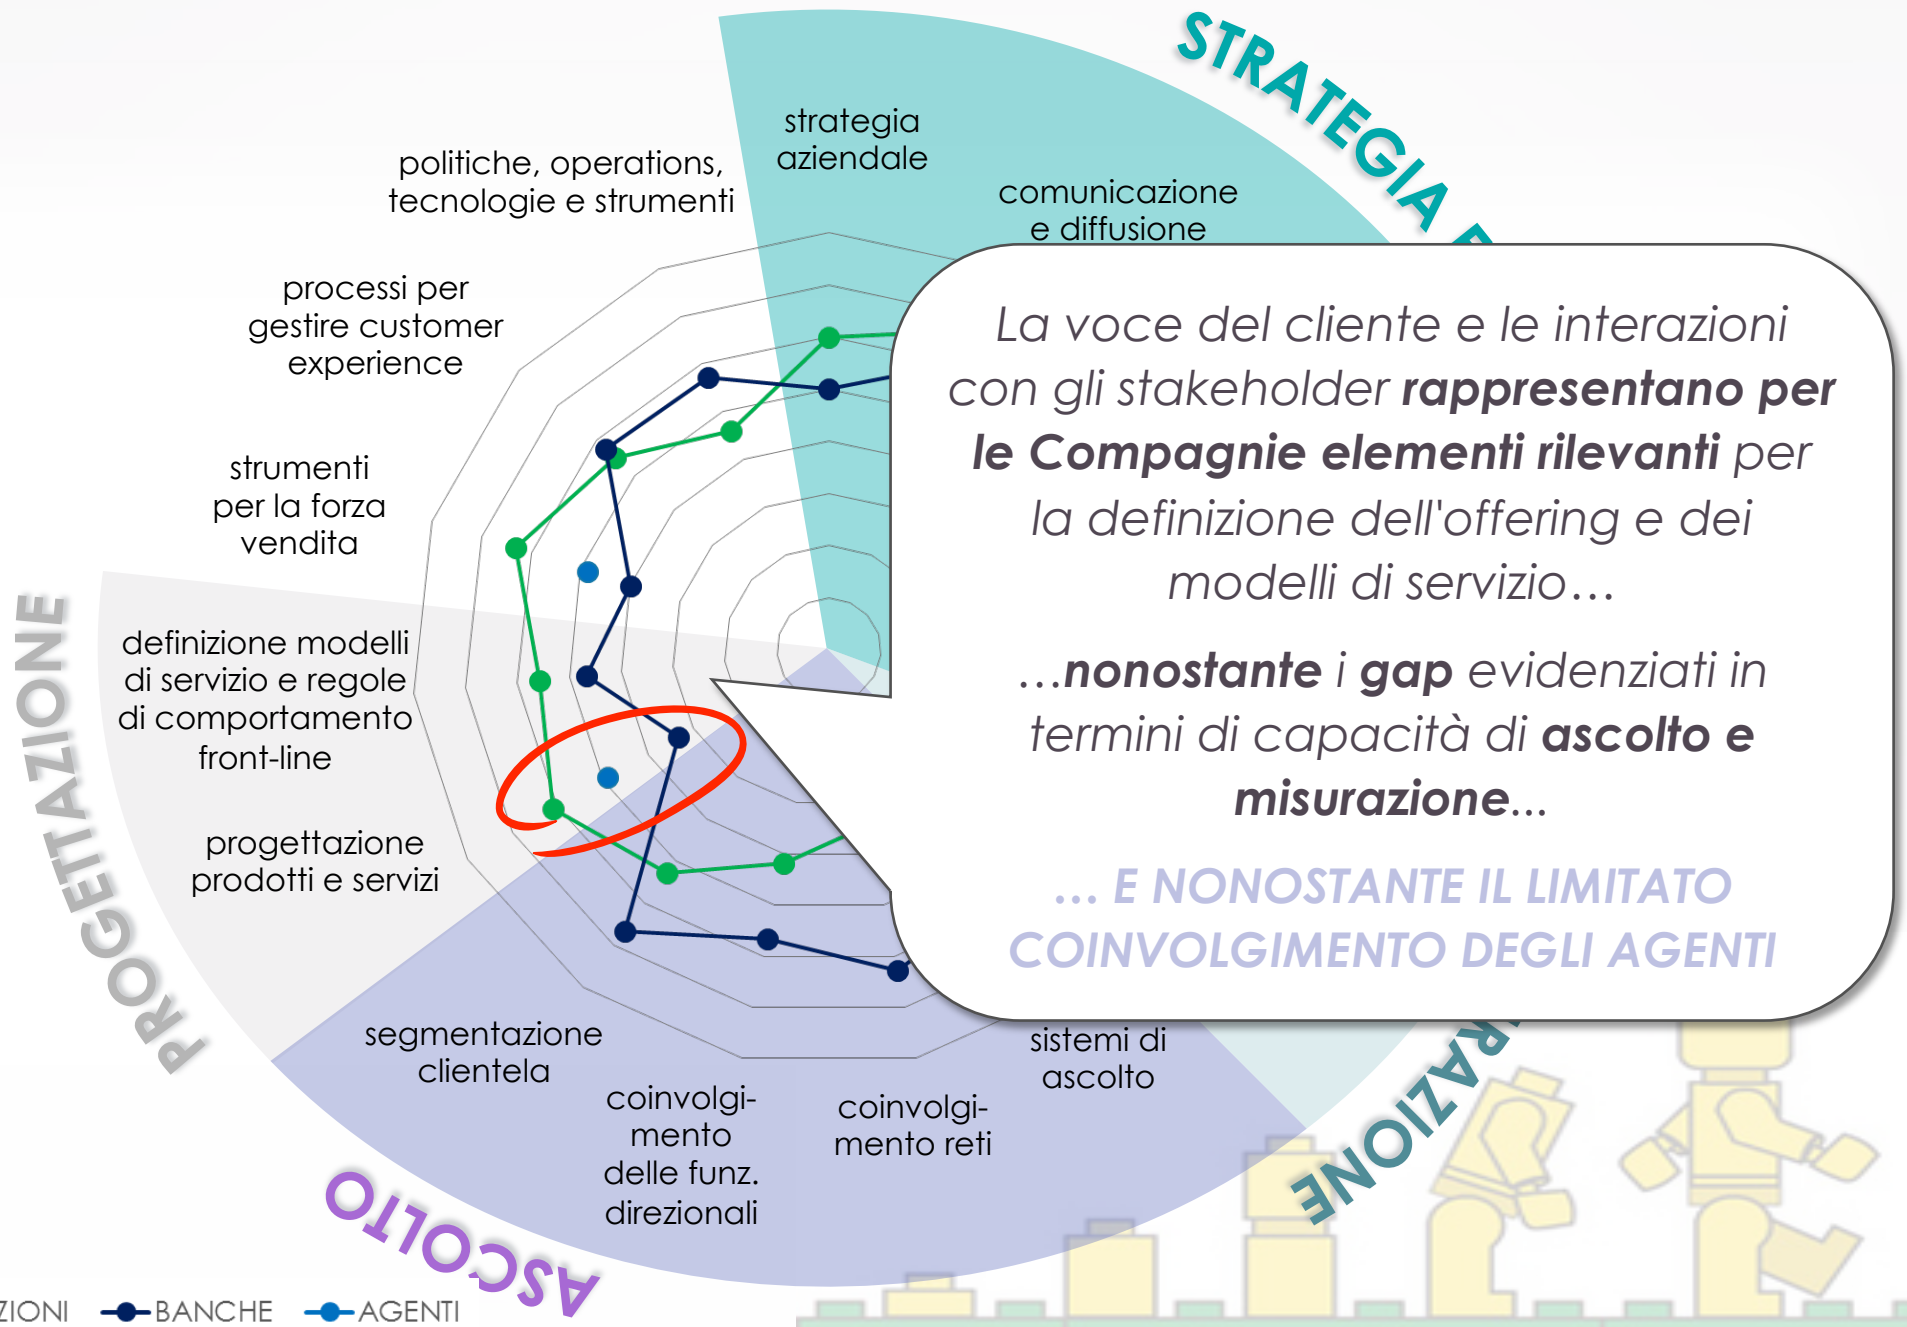 STRATEGIA
strategia
aziendale
comunicazione
e diffusione
politiche, operations,
tecnologie e strumenti
processi per
gestire customer
experience
strumenti
per la forza
vendita
PROGETTAZIONE
definizione modelli
di servizio e regole
di comportamento
front-line
progettazione
prodotti e servizi
segmentazione
clientela
coinvolgi-
mento
delle funz.
direzionali
coinvolgi-
mento reti
sistemi di
ascolto
ASCOLTO
RAZIONE
La voce del cliente e le interazioni
con gli stakeholder rappresentano per
le Compagnie elementi rilevanti per
la definizione dell'offering e dei
modelli di servizio…
…nonostante i gap evidenziati in
termini di capacità di ascolto e
misurazione...
... E NONOSTANTE IL LIMITATO
COINVOLGIMENTO DEGLI AGENTI
ZIONI BANCHE AGENTI